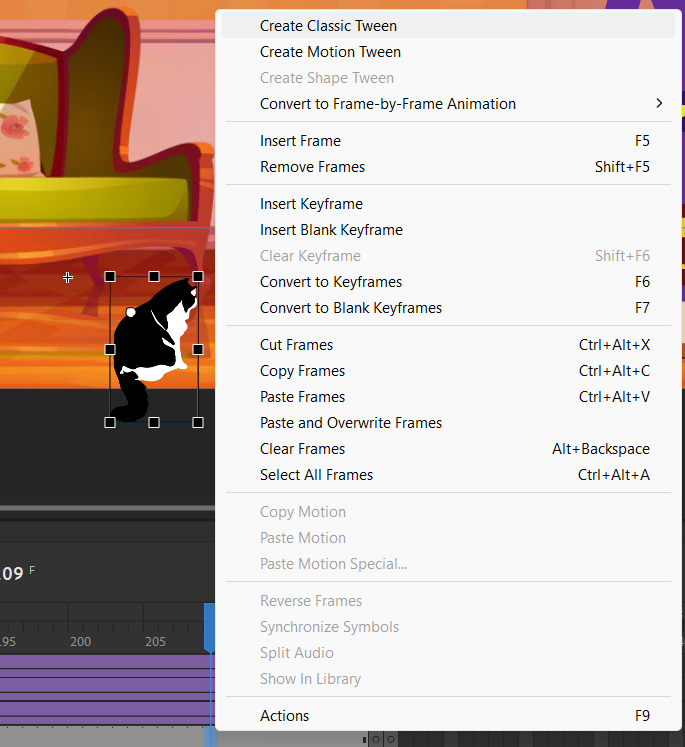 Create Classic Tween
Create Motion Tween
Create Shape Tween
Convert to Frame-by-Frame Animation
Insert Frame F5
Remove Frames Shift+F5
Insert Keyframe
Insert Blank Keyframe
Clear Keyframe Shift+F6
Convert to Keyframes F6
Convert to Blank Keyframes F7
Cut Frames Ctrl+Alt+X
Copy Frames Ctrl+Alt+C
Paste Frames Ctrl+Alt+V
Paste and Overwrite Frames
Clear Frames Alt+Backspace
Select All Frames Ctrl+Alt+A
Copy Motion
Paste Motion
Paste Motion Special...
.09 F
Reverse Frames
Synchronize Symbols
195 200 205
Split Audio
Show In Library
Actions F9